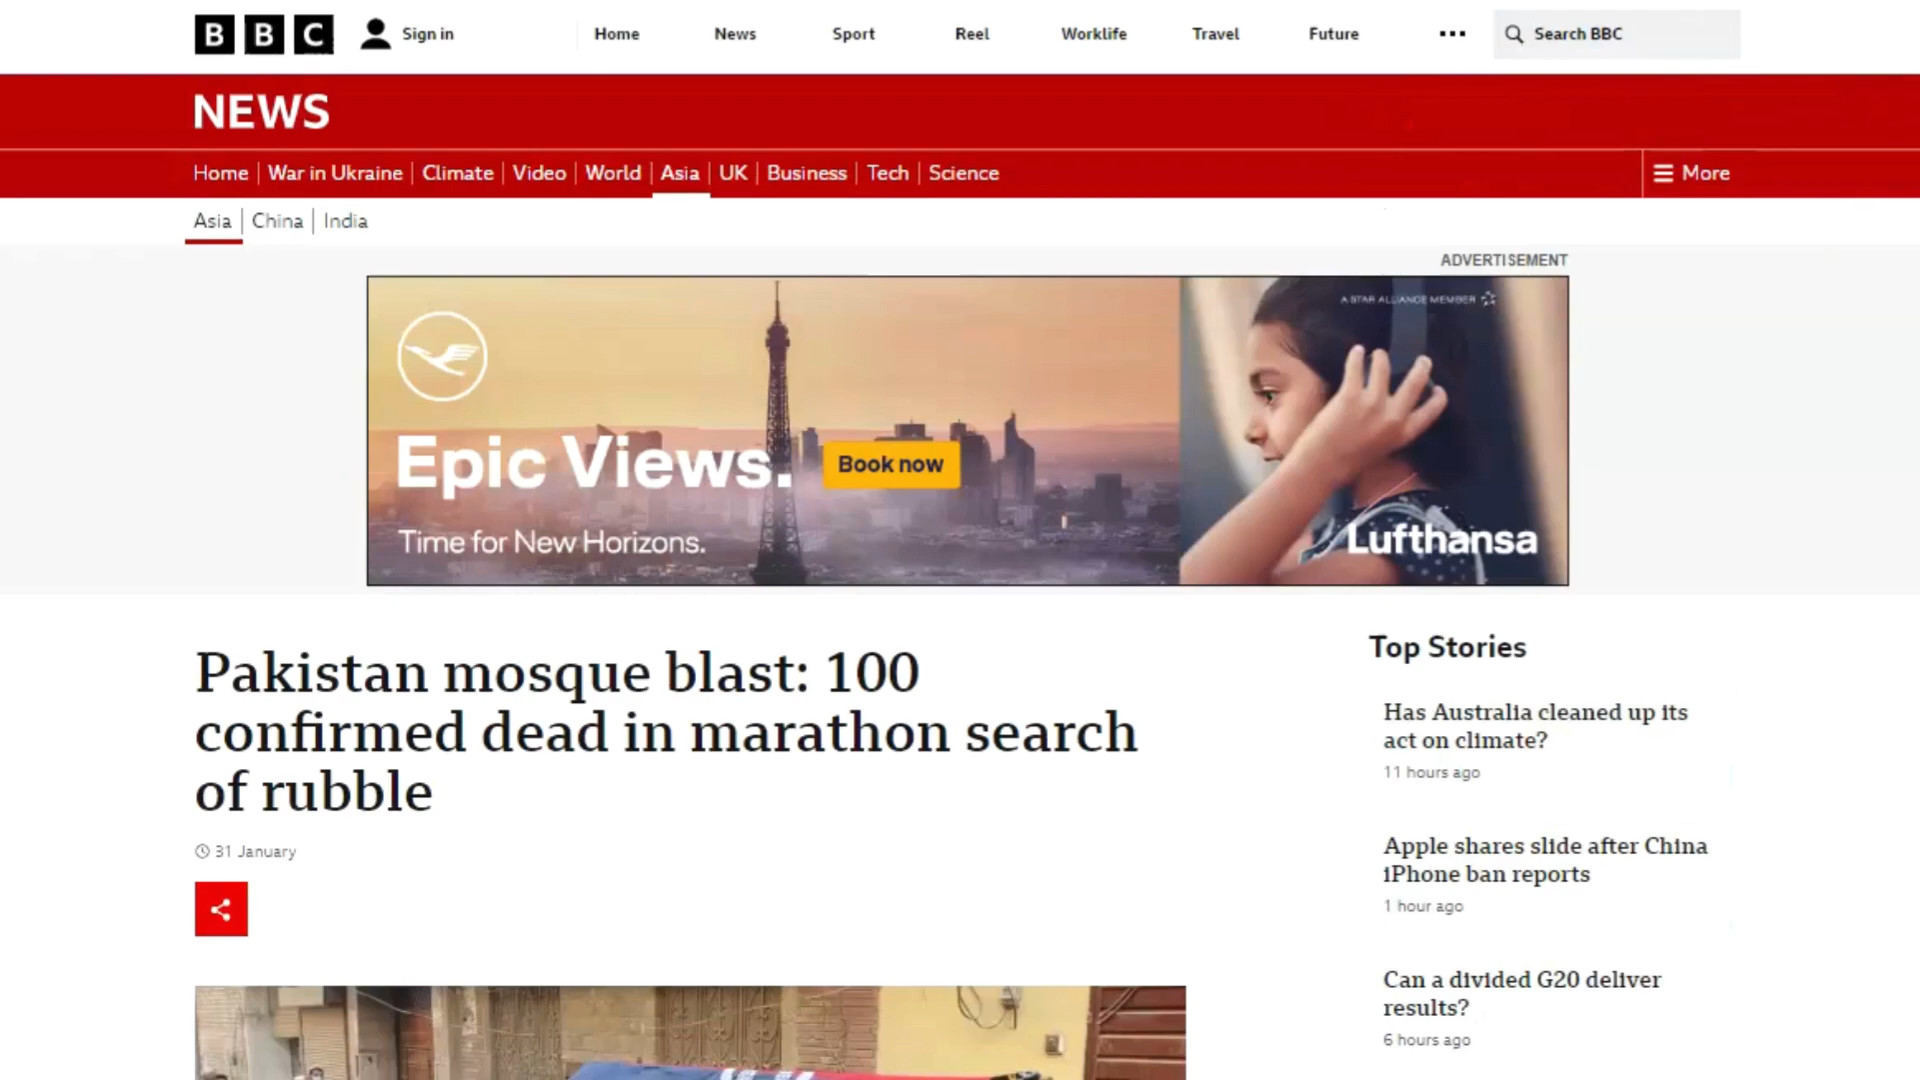 BBC Sign in Home News Sport Reel Worklife Travel Future ... Search BBC
NEWS
Home War in Ukraine Climate Video World Asia UK Business Tech Science More
Asia China India
ADVERTISEMENT
A STAR ALLIANCE MEMBER
Epic Views.
Book now
Time for New Horizons.
Lufthansa
Pakistan mosque blast: 100
confirmed dead in marathon search
of rubble
31 January
Top Stories
Has Australia cleaned up its
act on climate?
11 hours ago
Apple shares slide after China
iPhone ban reports
1 hour ago
Can a divided G20 deliver
results?
6 hours ago